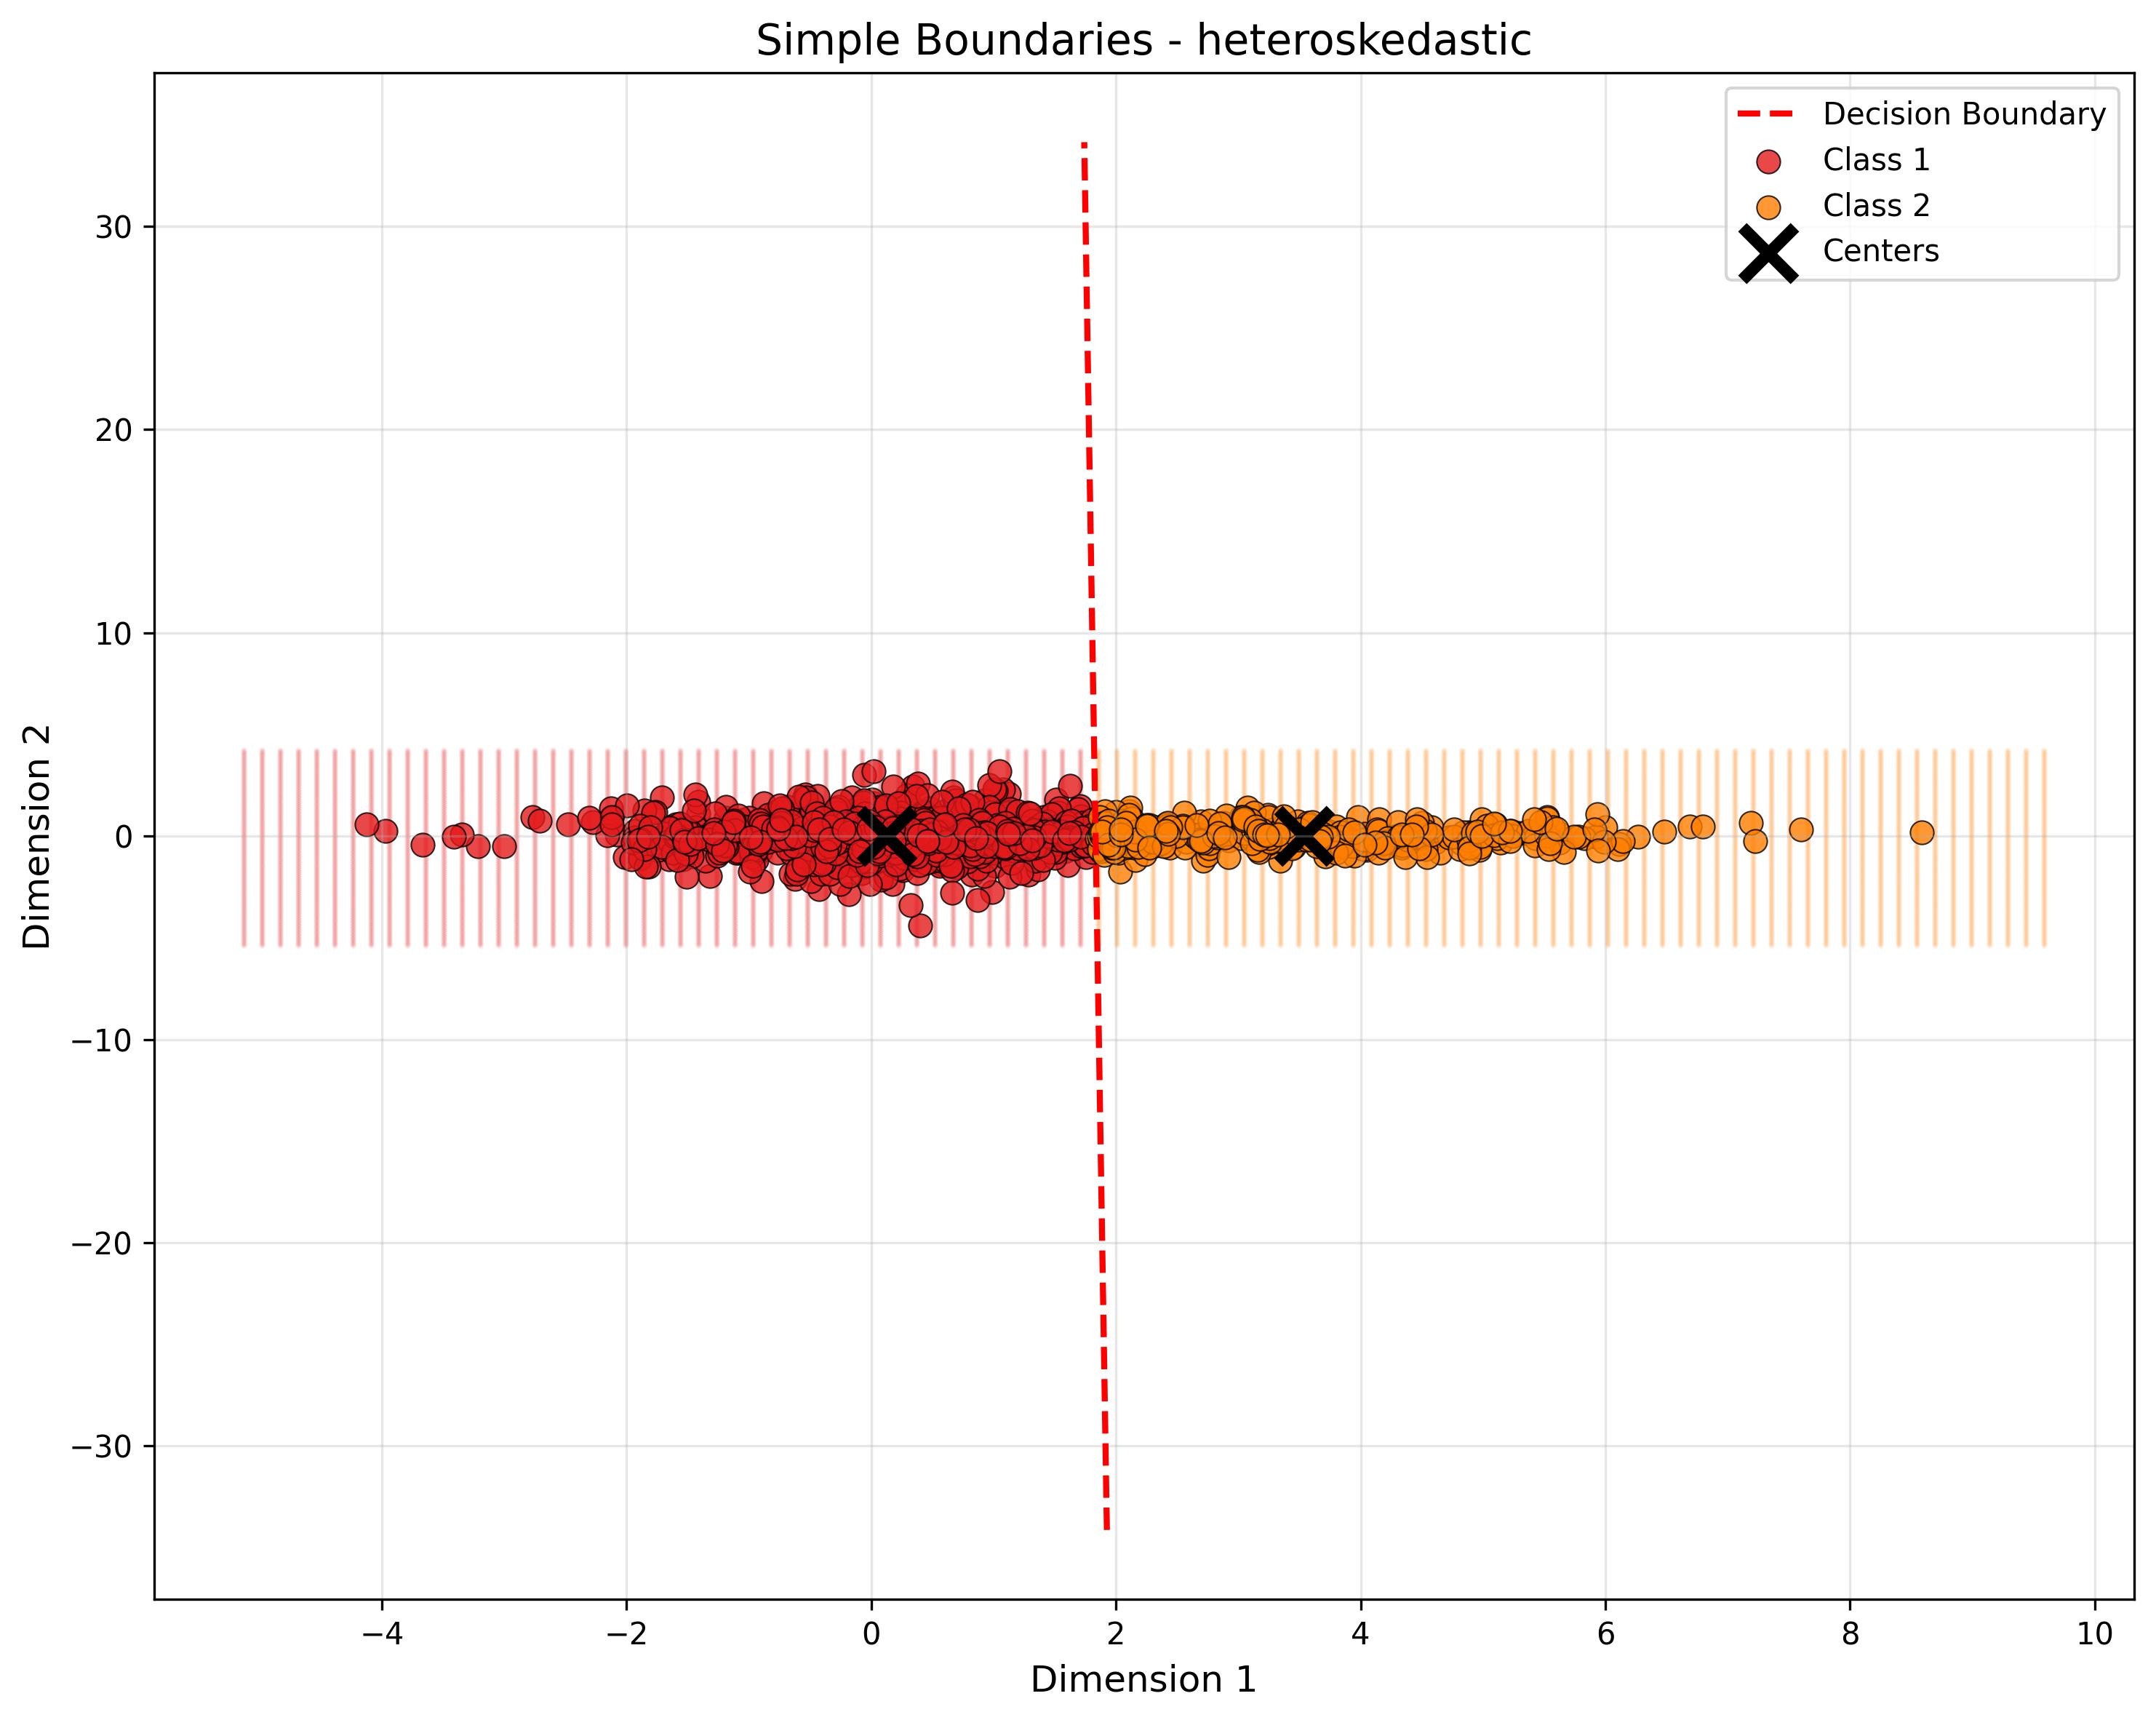 Simple Boundaries - heteroskedastic
Decision Boundary
Class 1
Class 2
Centers
30
20
10
0
−10
−20
−30
Dimension 2
−4
−2
0
2
4
6
8
10
Dimension 1